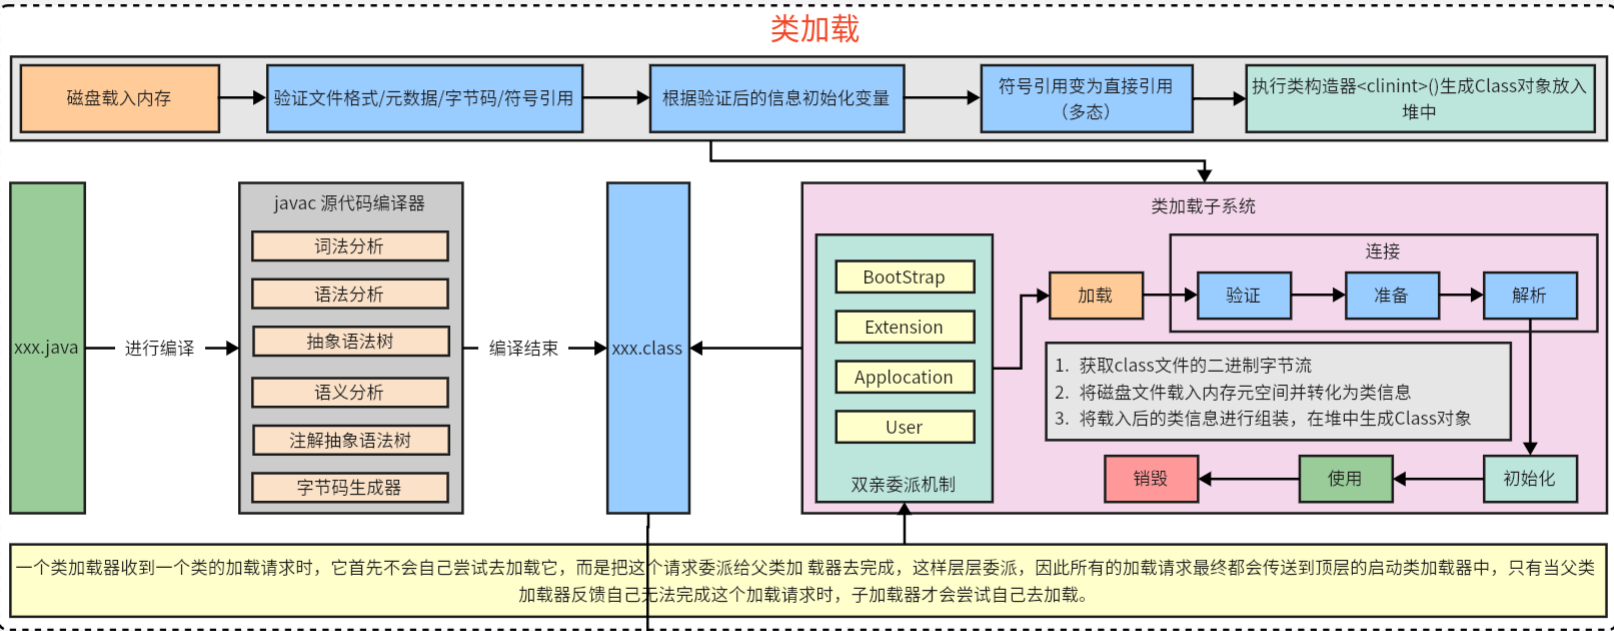 类加载
磁盘载入内存
验证文件格式/元数据/字节码/符号引用
根据验证后的信息初始化变量
符号引用变为直接引用
（多态）
执行类构造器<clinint>()生成Class对象放入
堆中
xxx.java
进行编译
javac 源代码编译器
词法分析
语法分析
抽象语法树
语义分析
注解抽象语法树
字节码生成器
编译结束
xxx.class
类加载子系统
BootStrap
Extension
Applocation
User
双亲委派机制
加载
连接
验证
准备
解析
1. 获取class文件的二进制字节流
2. 将磁盘文件载入内存元空间并转化为类信息
3. 将载入后的类信息进行组装，在堆中生成Class对象
销毁
使用
初始化
一个类加载器收到一个类的加载请求时，它首先不会自己尝试去加载它，而是把这个请求委派给父类加 载器去完成，这样层层委派，因此所有的加载请求最终都会传送到顶层的启动类加载器中，只有当父类
加载器反馈自己无法完成这个加载请求时，子加载器才会尝试自己去加载。